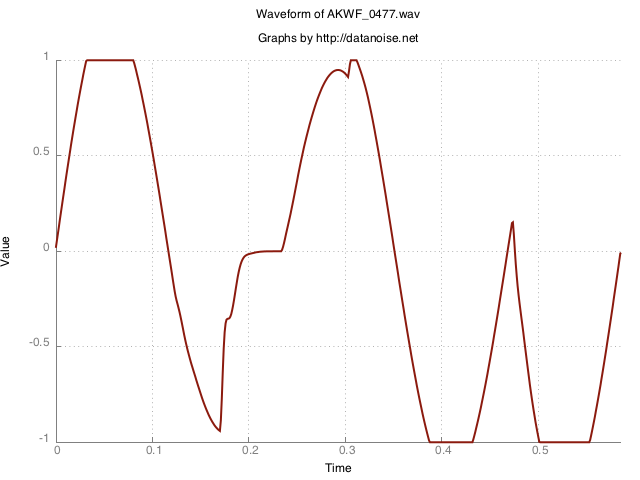 Waveform of AKWF_0477.wav
Graphs by http://datanoise.net
1
0.5
0
-0.5
-1
Value
0 0.1 0.2 0.3 0.4 0.5
Time